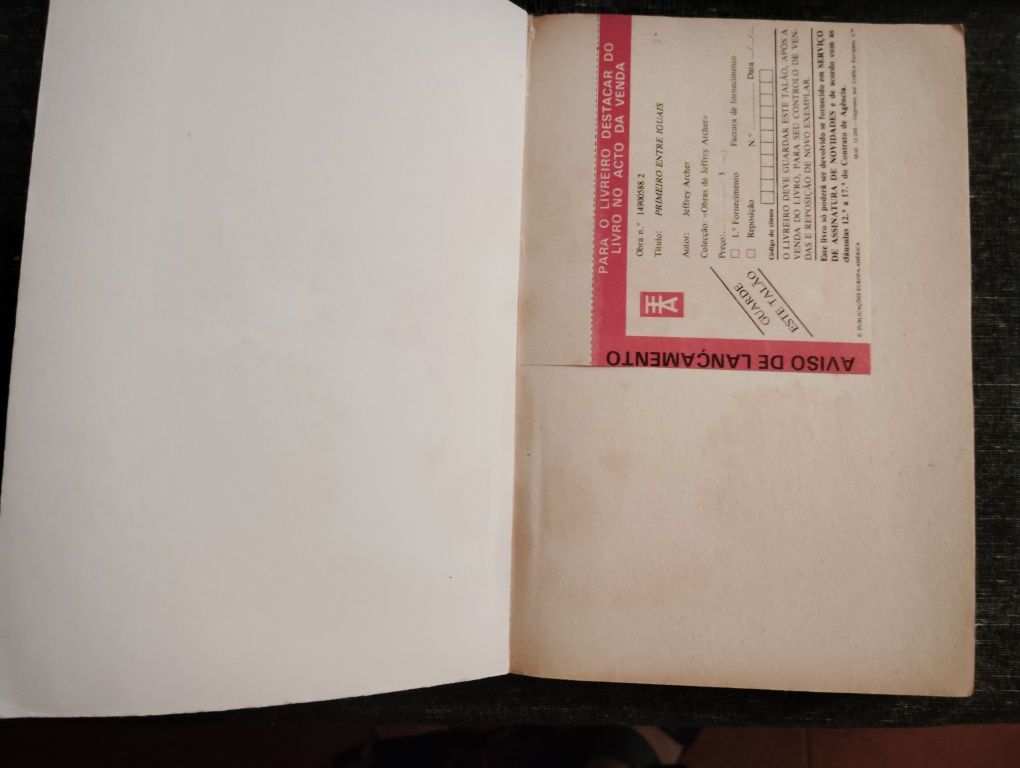 PARA O LIVREIRO DESTACAR DO
LIVRO NO ACTO DA VENDA
Obra n.° 14900588 2
Título: PRIMEIRO ENTRE IGUAIS
Autor: Jeffrey Archer
Colecção: «Obras de Jeffrey Archer»
Preço: $
☐ 1.° Fornecimento Factura de fornecimento
☐ Reposição N.° Data
Código do cliente
O LIVREIRO DEVE GUARDAR ESTE TALÃO, APÓS A
VENDA DO LIVRO, PARA SEU CONTROLO DE VEN-
DAS E REPOSIÇÃO DE NOVO EXEMPLAR.
Este livro só poderá ser devolvido se fornecido em SERVIÇO
DE ASSINATURA DE NOVIDADES e de acordo com as
cláusulas 12.ª a 17.ª do Contrato de Agência.
GUARDE
ESTE TALÃO
© PUBLICAÇÕES EUROPA-AMÉRICA
AVISO DE LANÇAMENTO